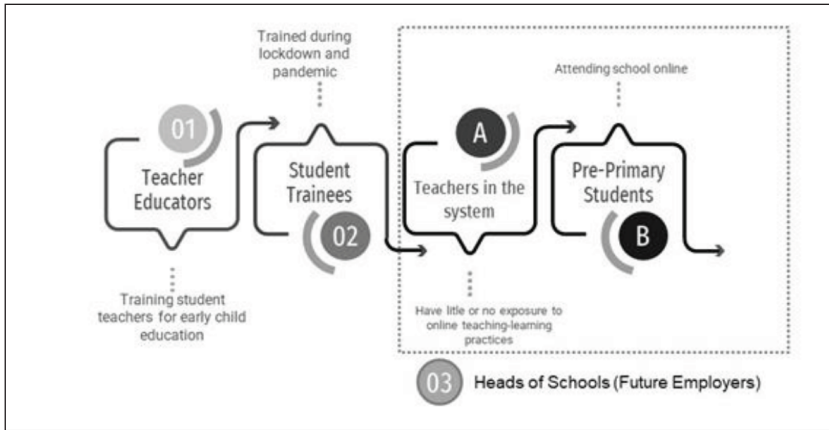 Trained during
lockdown and
pandemic
Attending school online
01
Teacher
Educators
Student
Trainees
02
A
Teachers in the
system
Pre-Primary
Students
B
Training student
teachers for early child
education
Have litle or no exposure to
online teaching-learning
practices
03
Heads of Schools (Future Employers)